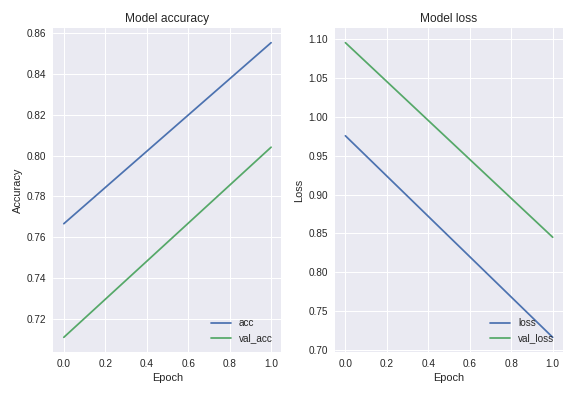 Model accuracy
0.86
0.84
0.82
0.80
0.78
0.76
0.74
0.72
Accuracy
0.0 0.2 0.4 0.6 0.8 1.0
Epoch
acc
val_acc
Model loss
1.10
1.05
1.00
0.95
0.90
0.85
0.80
0.75
0.70
Loss
0.0 0.2 0.4 0.6 0.8 1.0
Epoch
loss
val_loss